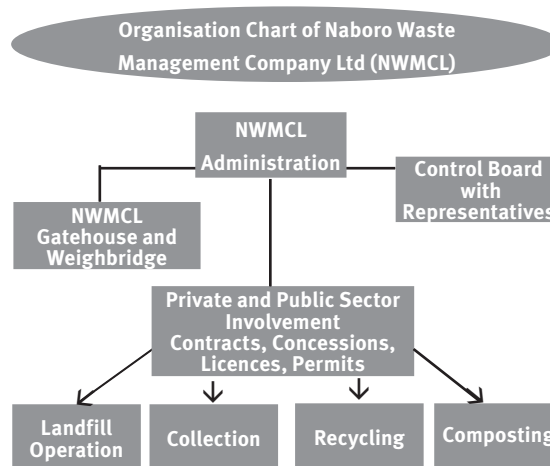 Organisation Chart of Naboro Waste
Management Company Ltd (NWMCL)
NWMCL
Administration
Control Board
with
Representatives
NWMCL
Gatehouse and
Weighbridge
Private and Public Sector
Involvement
Contracts, Concessions,
Licences, Permits
Landfill
Operation
Collection
Recycling
Composting